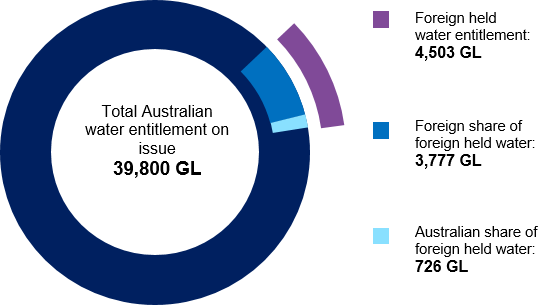 Total Australian
water entitlement on
issue
39,800 GL
Foreign held
water entitlement:
4,503 GL
Foreign share of
foreign held water:
3,777 GL
Australian share of
foreign held water:
726 GL